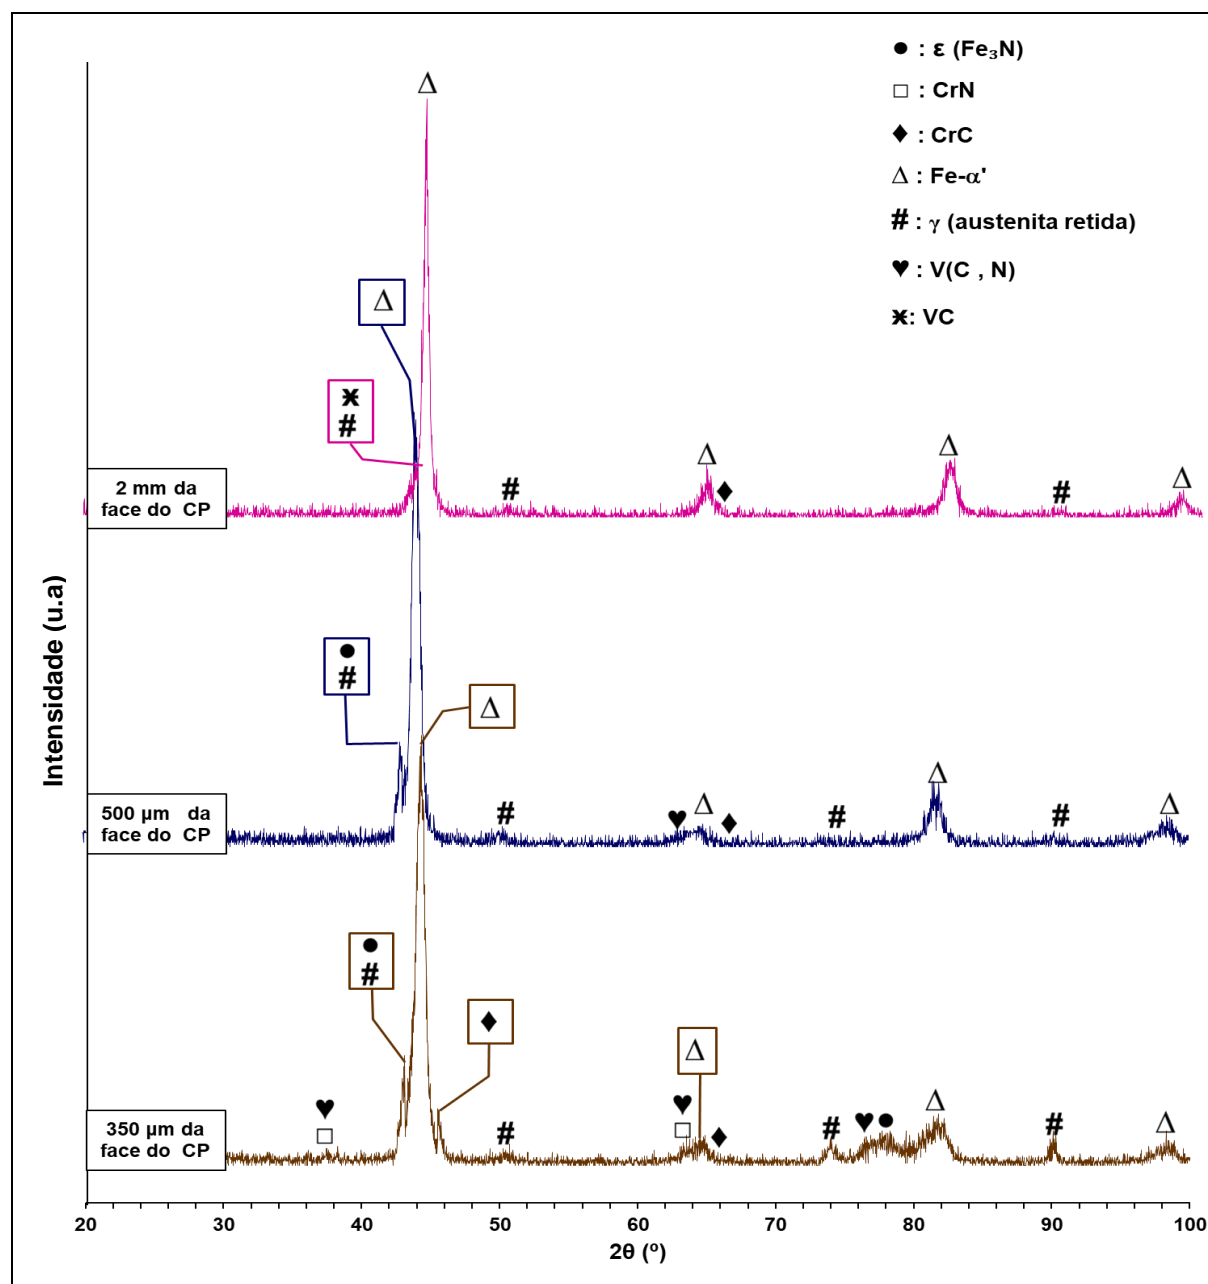 ● : ε (Fe₃N)
□ : CrN
♦ : CrC
Δ : Fe-α'
# : γ (austenita retida)
♥ : V(C , N)
ӿ: VC
Δ
Δ
ӿ
#
2 mm da
face do CP
#
Δ
♦
Δ
#
Δ
Intensidade (u.a)
●
#
Δ
500 µm da
face do CP
#
♥
Δ
♦
#
Δ
#
Δ
●
#
♦
Δ
350 µm da
face do CP
♥
□
#
♥
□
♦
#
♥
●
Δ
#
Δ
20 30 40 50 60 70 80 90 100
2θ (º)